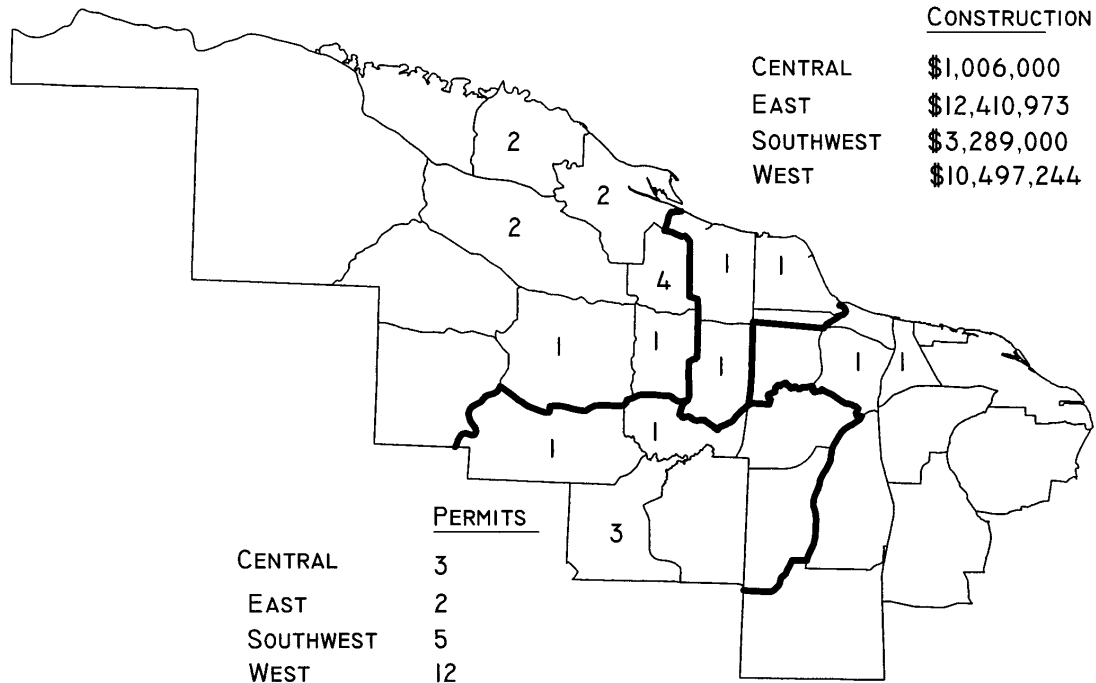 CONSTRUCTION
CENTRAL $1,006,000
EAST $12,410,973
SOUTHWEST $3,289,000
WEST $10,497,244
2
2
2
1 1
4
1 1 1 1 1
1 1
3
PERMITS
CENTRAL 3
EAST 2
SOUTHWEST 5
WEST 12